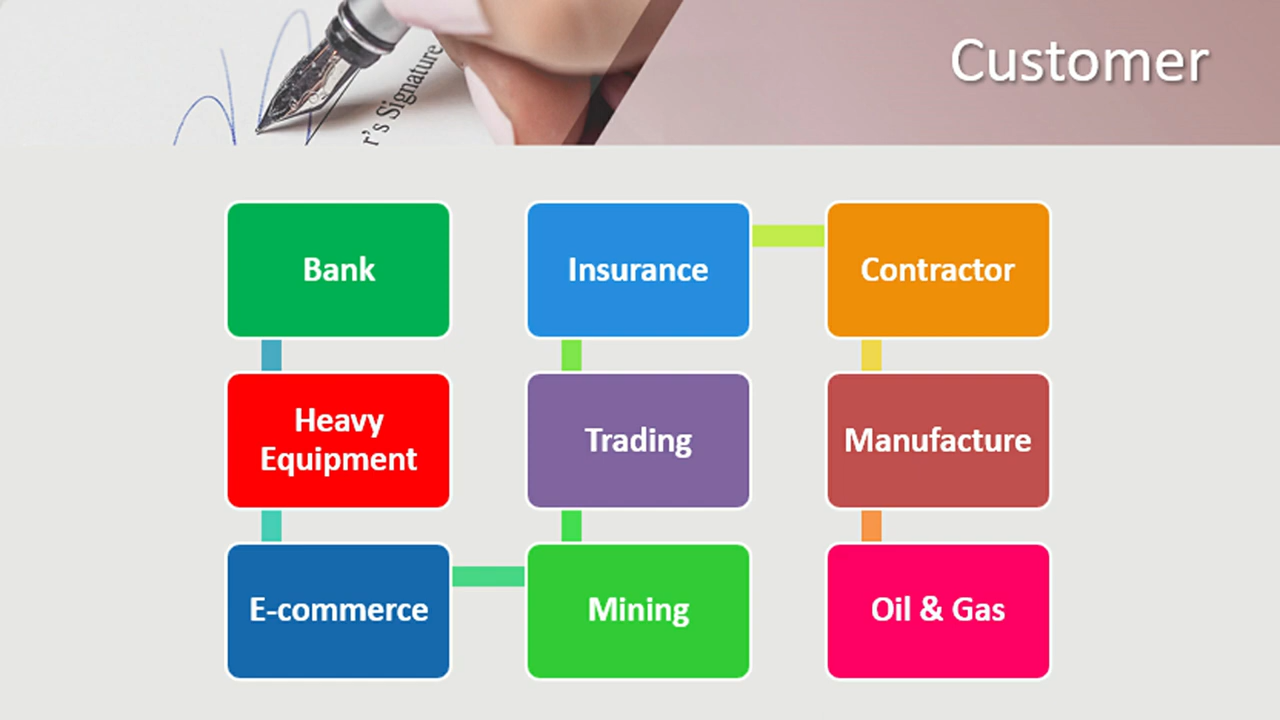 Customer
r's Signature
Bank
Insurance
Contractor
Heavy
Equipment
Trading
Manufacture
E-commerce
Mining
Oil & Gas